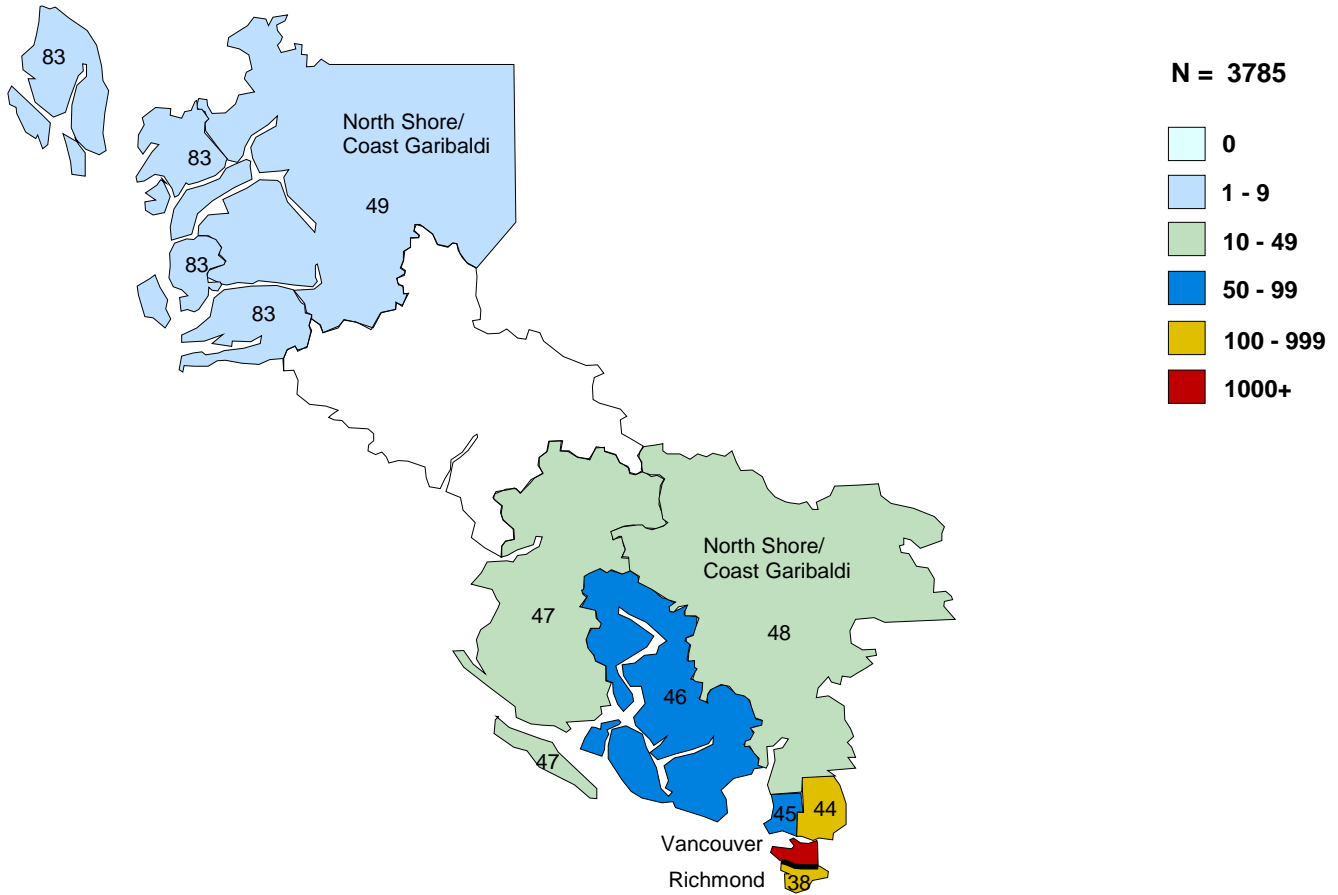 83
N = 3785
North Shore/
Coast Garibaldi
0
83
1 - 9
49
10 - 49
83
50 - 99
83
100 - 999
1000+
North Shore/
Coast Garibaldi
47
48
46
47
45
44
Vancouver
Richmond
38